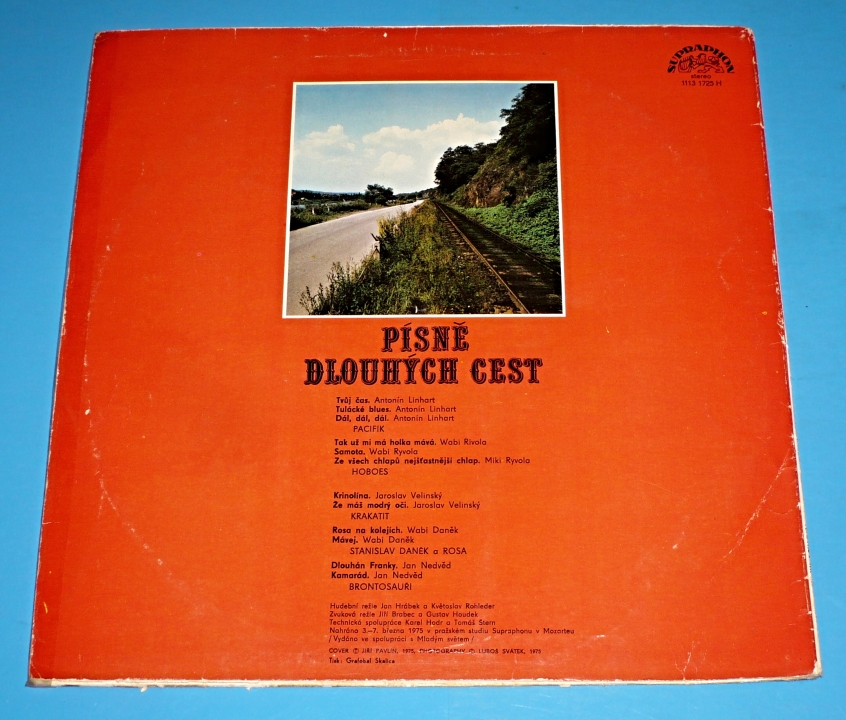 SUPRAPHON
stereo
1113 1725 H
PÍSNĚ
DLOUHÝCH CEST
Tvůj čas. Antonín Linhart
Tulácké blues. Antonín Linhart
Dál, dál, dál. Antonín Linhart
PACIFIK
Tak už mi má holka mává. Wabi Rivola
Samota. Wabi Ryvola
Ze všech chlapů nejšťastnější chlap. Miki Ryvola
HOBOES
Krinolína. Jaroslav Velinský
Že máš modrý oči. Jaroslav Velinský
KRAKATIT
Rosa na kolejích. Wabi Daněk
Mávej. Wabi Daněk
STANISLAV DANĚK a ROSA
Dlouhán Franky. Jan Nedvěd
Kamarád. Jan Nedvěd
BRONTOSAUŘI
Hudební režie Jan Hrábek a Květoslav Rohleder
Zvuková režie Jiří Brabec a Gustav Houdek
Technická spolupráce Karel Hodr a Tomáš Štern
Nahráno 3.–7. března 1975 v pražském studiu Supraphonu v Mozarteu
/Vydáno ve spolupráci s Mladým světem/
COVER © JIŘÍ PAVLÍN, 1975, PHOTOGRAPHY © LUBOŠ SVÁTEK, 1975
Tisk: Grafotel Skalice